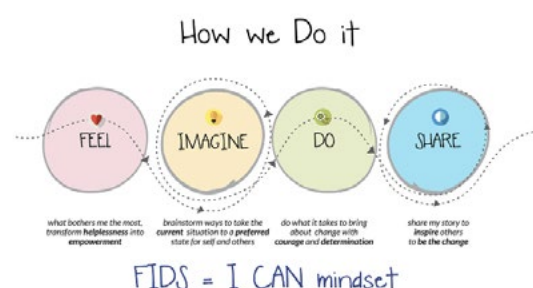 How we Do it
FEEL
IMAGINE
DO
SHARE
what bothers me the most,
transform helplessness into
empowerment
brainstorm ways to take the
current situation to a preferred
state for self and others
do what it takes to bring
about change with
courage and determination
share my story to
inspire others
to be the change
FIDS = I CAN mindset